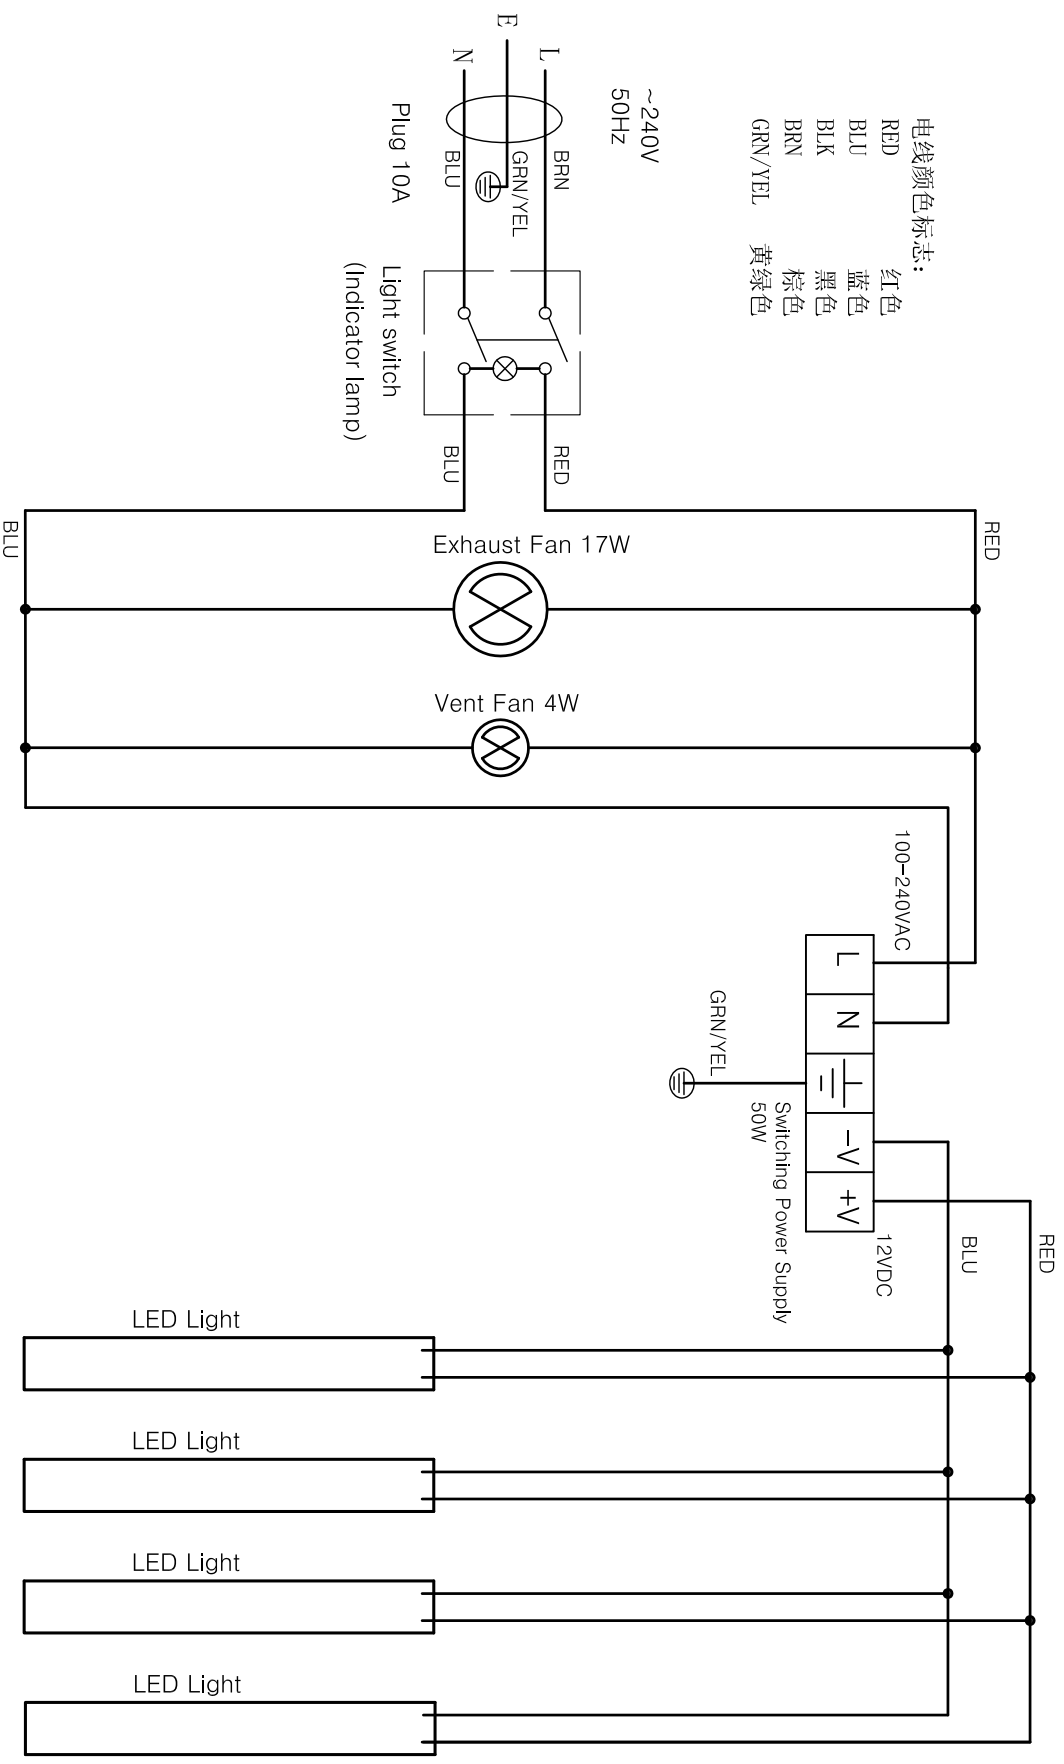 电线颜色标志:
RED 红色
BLU 蓝色
BLK 黑色
BRN 棕色
GRN/YEL 黄绿色
~240V
50Hz
L
E
N
BRN
GRN/YEL
BLU
Plug 10A
Light switch
(Indicator lamp)
RED
BLU
RED
BLU
Exhaust Fan 17W
Vent Fan 4W
100-240VAC
L
N
-V
+V
GRN/YEL
Switching Power Supply
50W
12VDC
BLU
RED
LED Light
LED Light
LED Light
LED Light